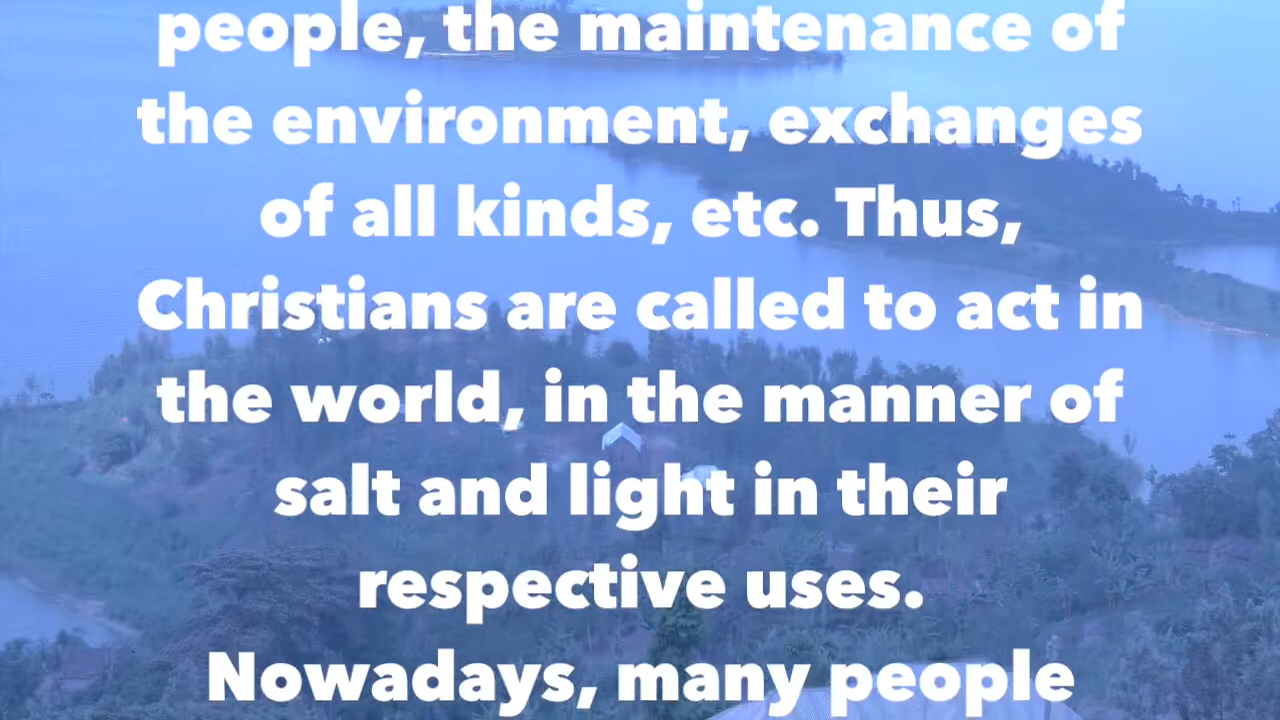 people, the maintenance of
the environment, exchanges
of all kinds, etc. Thus,
Christians are called to act in
the world, in the manner of
salt and light in their
respective uses.
Nowadays, many people